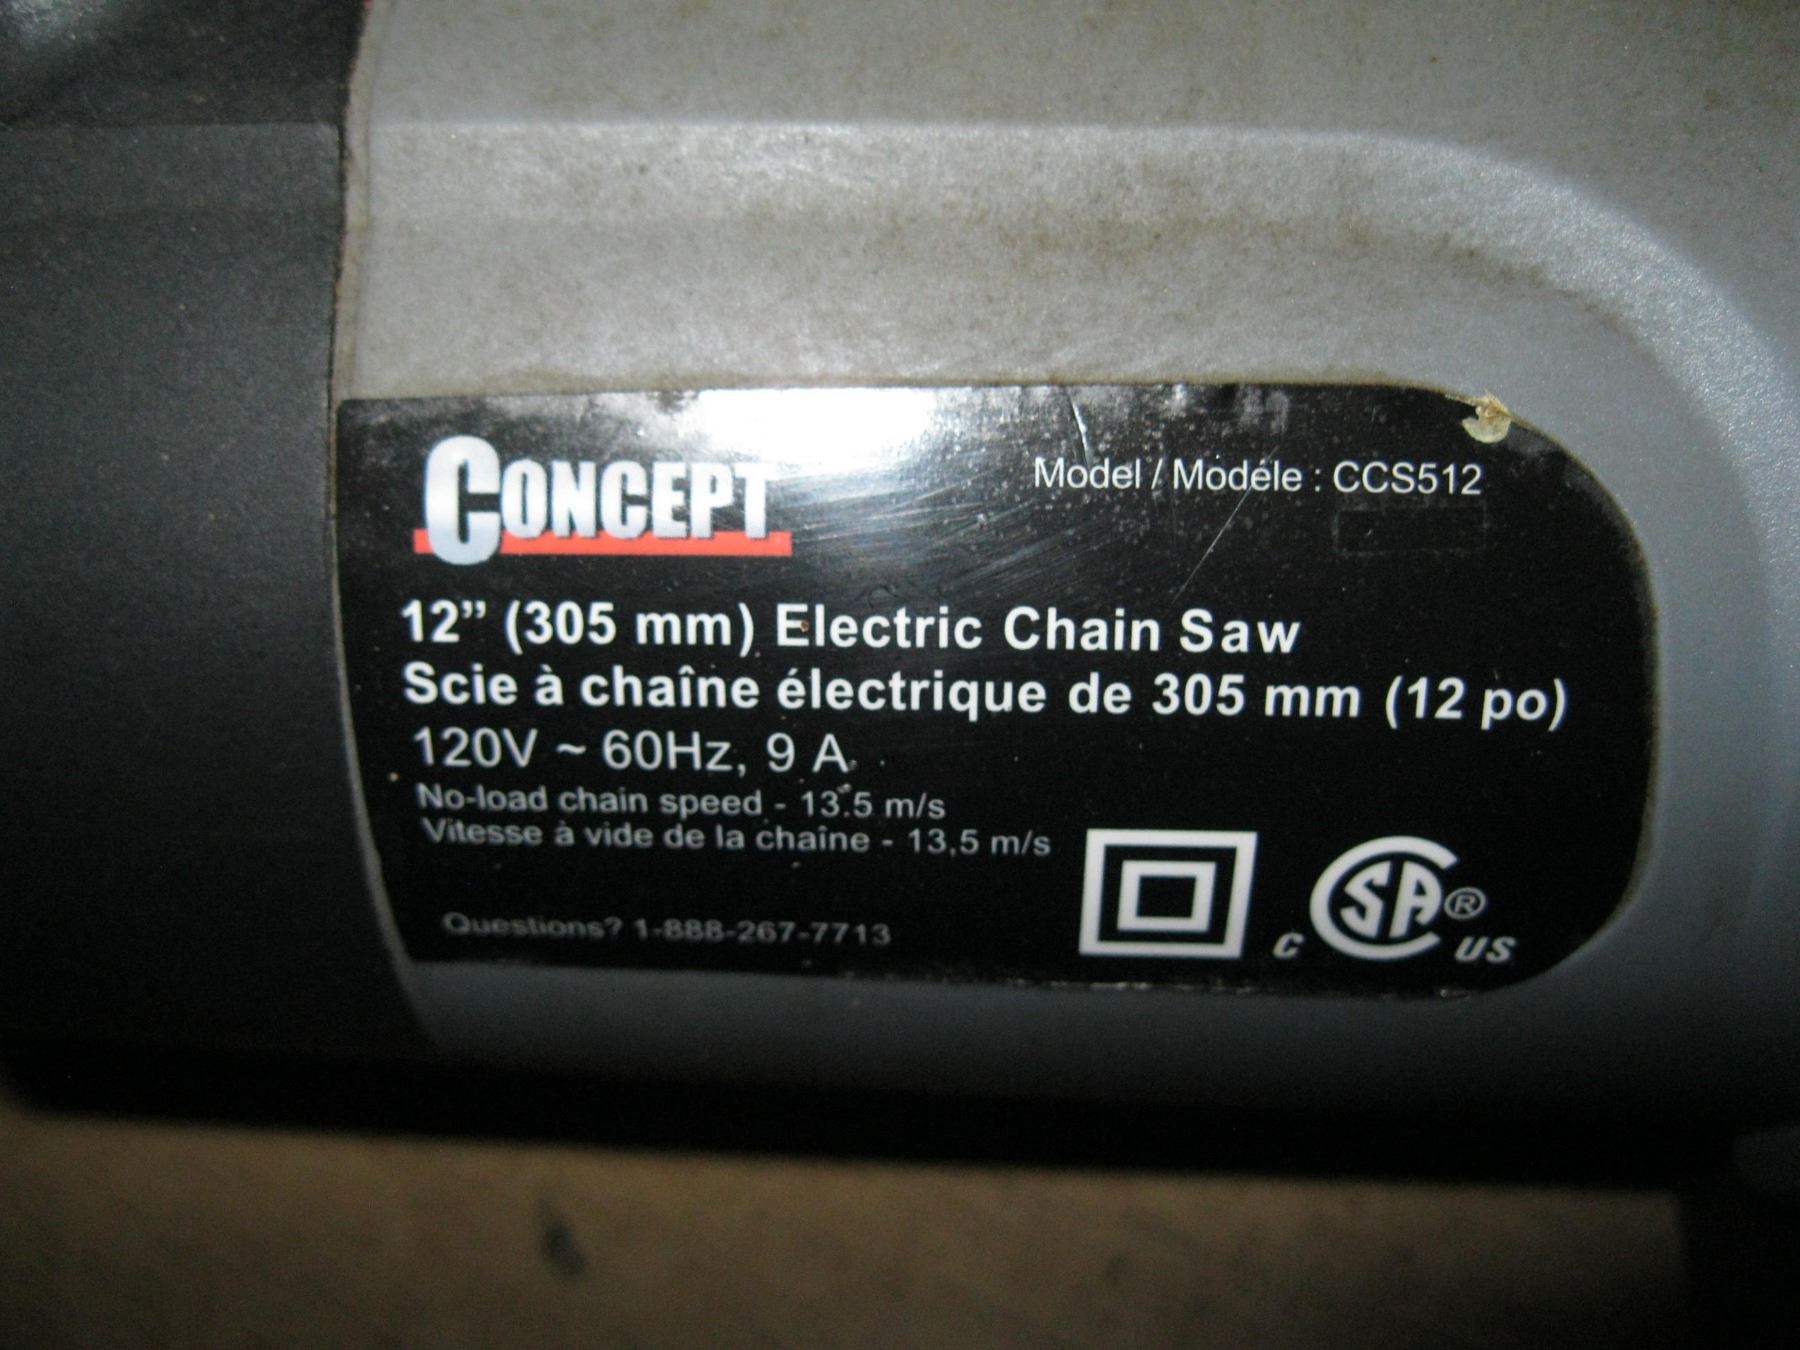 CONCEPT
Model / Modéle : CCS512
12” (305 mm) Electric Chain Saw
Scie à chaîne électrique de 305 mm (12 po)
120V ~ 60Hz, 9 A
No-load chain speed - 13.5 m/s
Vitesse à vide de la chaîne - 13,5 m/s
Questions? 1-888-267-7713
C SA® US